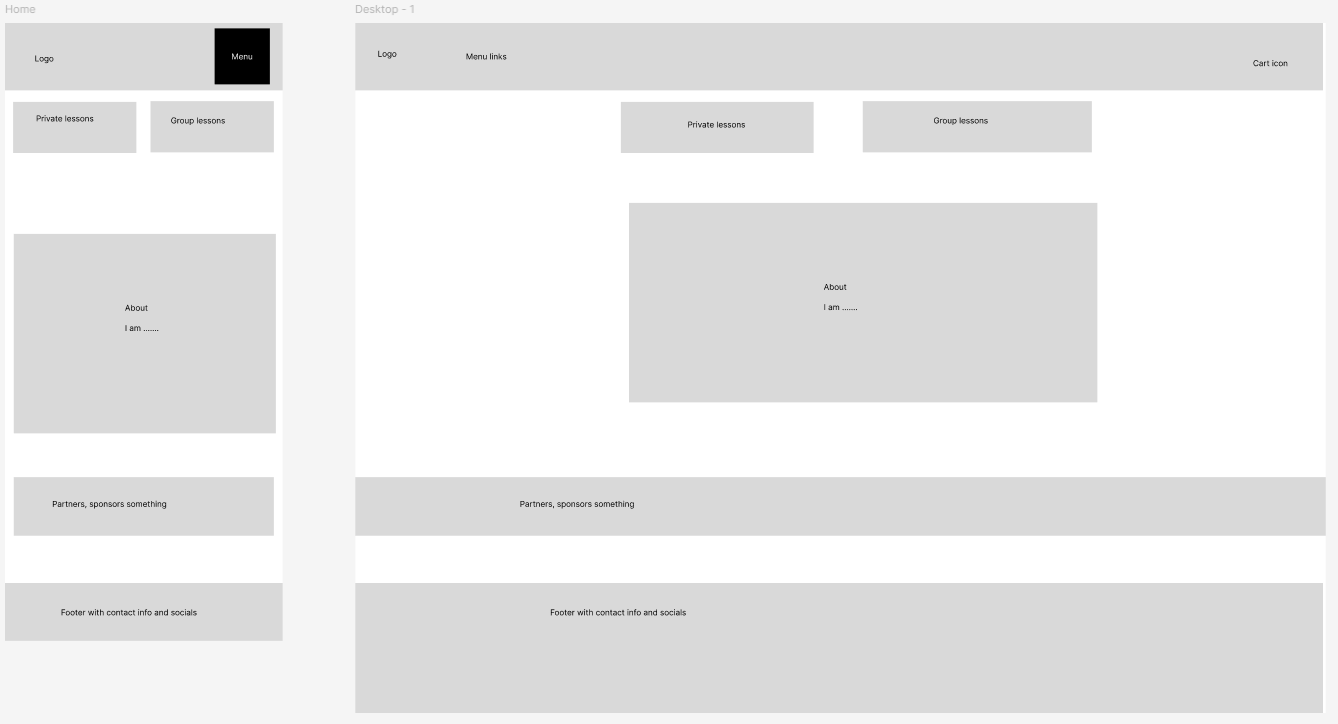 Home
Logo
Menu
Private lessons
Group lessons
About
I am .......
Partners, sponsors something
Footer with contact info and socials
Desktop - 1
Logo
Menu links
Cart icon
Private lessons
Group lessons
About
I am .......
Partners, sponsors something
Footer with contact info and socials